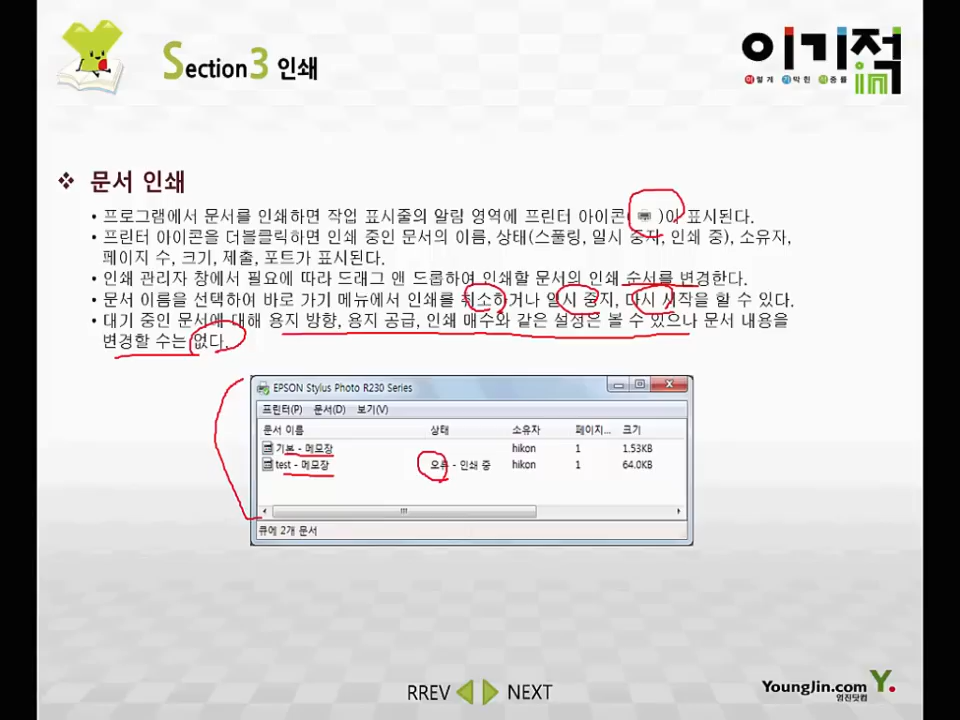 Section3 인쇄
이기적in
이렇게 기막힌 적중률
❖ 문서 인쇄
• 프로그램에서 문서를 인쇄하면 작업 표시줄의 알림 영역에 프린터 아이콘( )이 표시된다.
• 프린터 아이콘을 더블클릭하면 인쇄 중인 문서의 이름, 상태(스풀링, 일시 중지, 인쇄 중), 소유자,
페이지 수, 크기, 제출, 포트가 표시된다.
• 인쇄 관리자 창에서 필요에 따라 드래그 앤 드롭하여 인쇄할 문서의 인쇄 순서를 변경한다.
• 문서 이름을 선택하여 바로 가기 메뉴에서 인쇄를 취소하거나 일시 중지, 다시 시작을 할 수 있다.
• 대기 중인 문서에 대해 용지 방향, 용지 공급, 인쇄 매수와 같은 설정은 볼 수 있으나 문서 내용을
변경할 수는 없다.
EPSON Stylus Photo R230 Series
프린터(P) 문서(D) 보기(V)
문서 이름 상태 소유자 페이지... 크기
기본 - 메모장 hikon 1 1.53KB
test - 메모장 오류 - 인쇄 중 hikon 1 64.0KB
큐에 2개 문서
RREV NEXT
YoungJin.com Y.
영진닷컴